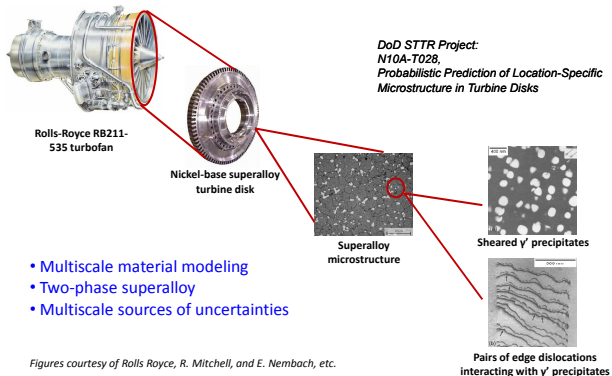 DoD STTR Project:
N10A-T028,
Probabilistic Prediction of Location-Specific
Microstructure in Turbine Disks
Rolls-Royce RB211-
535 turbofan
Nickel-base superalloy
turbine disk
Superalloy
microstructure
400 nm
Sheared γ’ precipitates
(b)
Pairs of edge dislocations
interacting with γ’ precipitates
• Multiscale material modeling
• Two-phase superalloy
• Multiscale sources of uncertainties
Figures courtesy of Rolls Royce, R. Mitchell, and E. Nembach, etc.